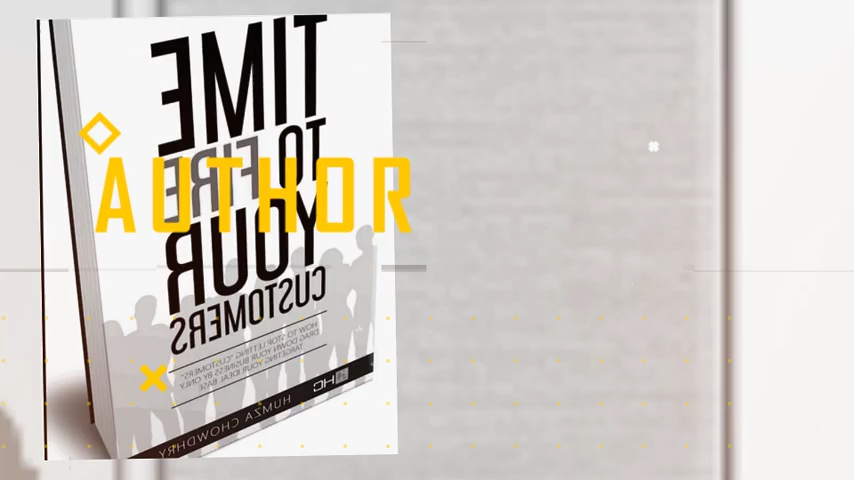 TIME
TO FIRE
AUTHOR
YOUR
CUSTOMERS
HOW TO STOP LETTING "CUSTOMERS"
DRAG DOWN YOUR BUSINESS BY ONLY
TARGETING YOUR IDEAL BASE
HC
HUMZA CHOWDHRY